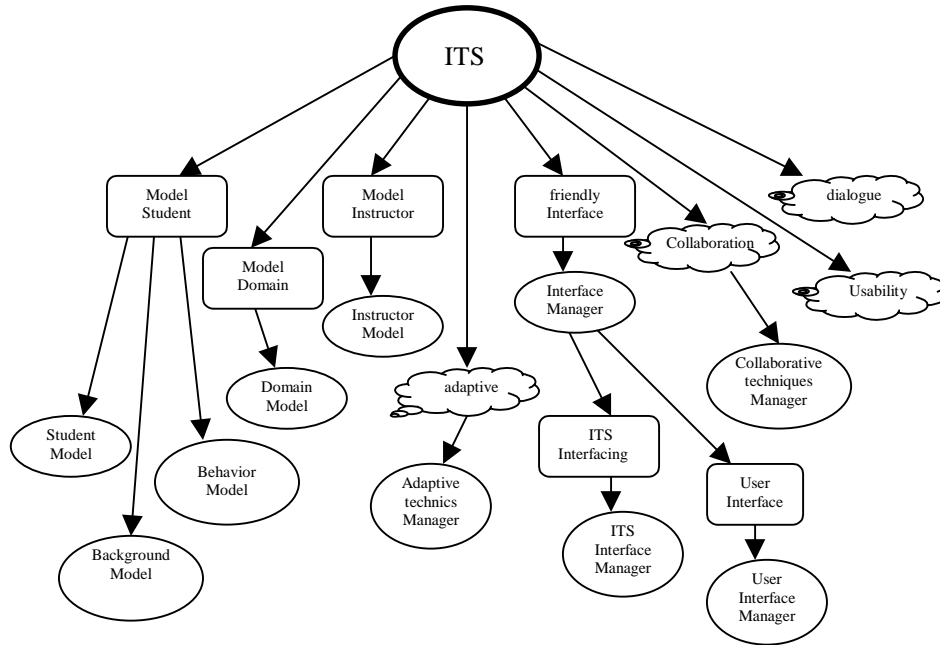 ITS
Model
Student
Model
Instructor
friendly
Interface
dialogue
Collaboration
Model
Domain
Usability
Interface
Manager
Instructor
Model
Collaborative
techniques
Manager
Domain
Model
adaptive
Student
Model
ITS
Interfacing
Behavior
Model
Adaptive
technics
Manager
User
Interface
Background
Model
ITS
Interface
Manager
User
Interface
Manager